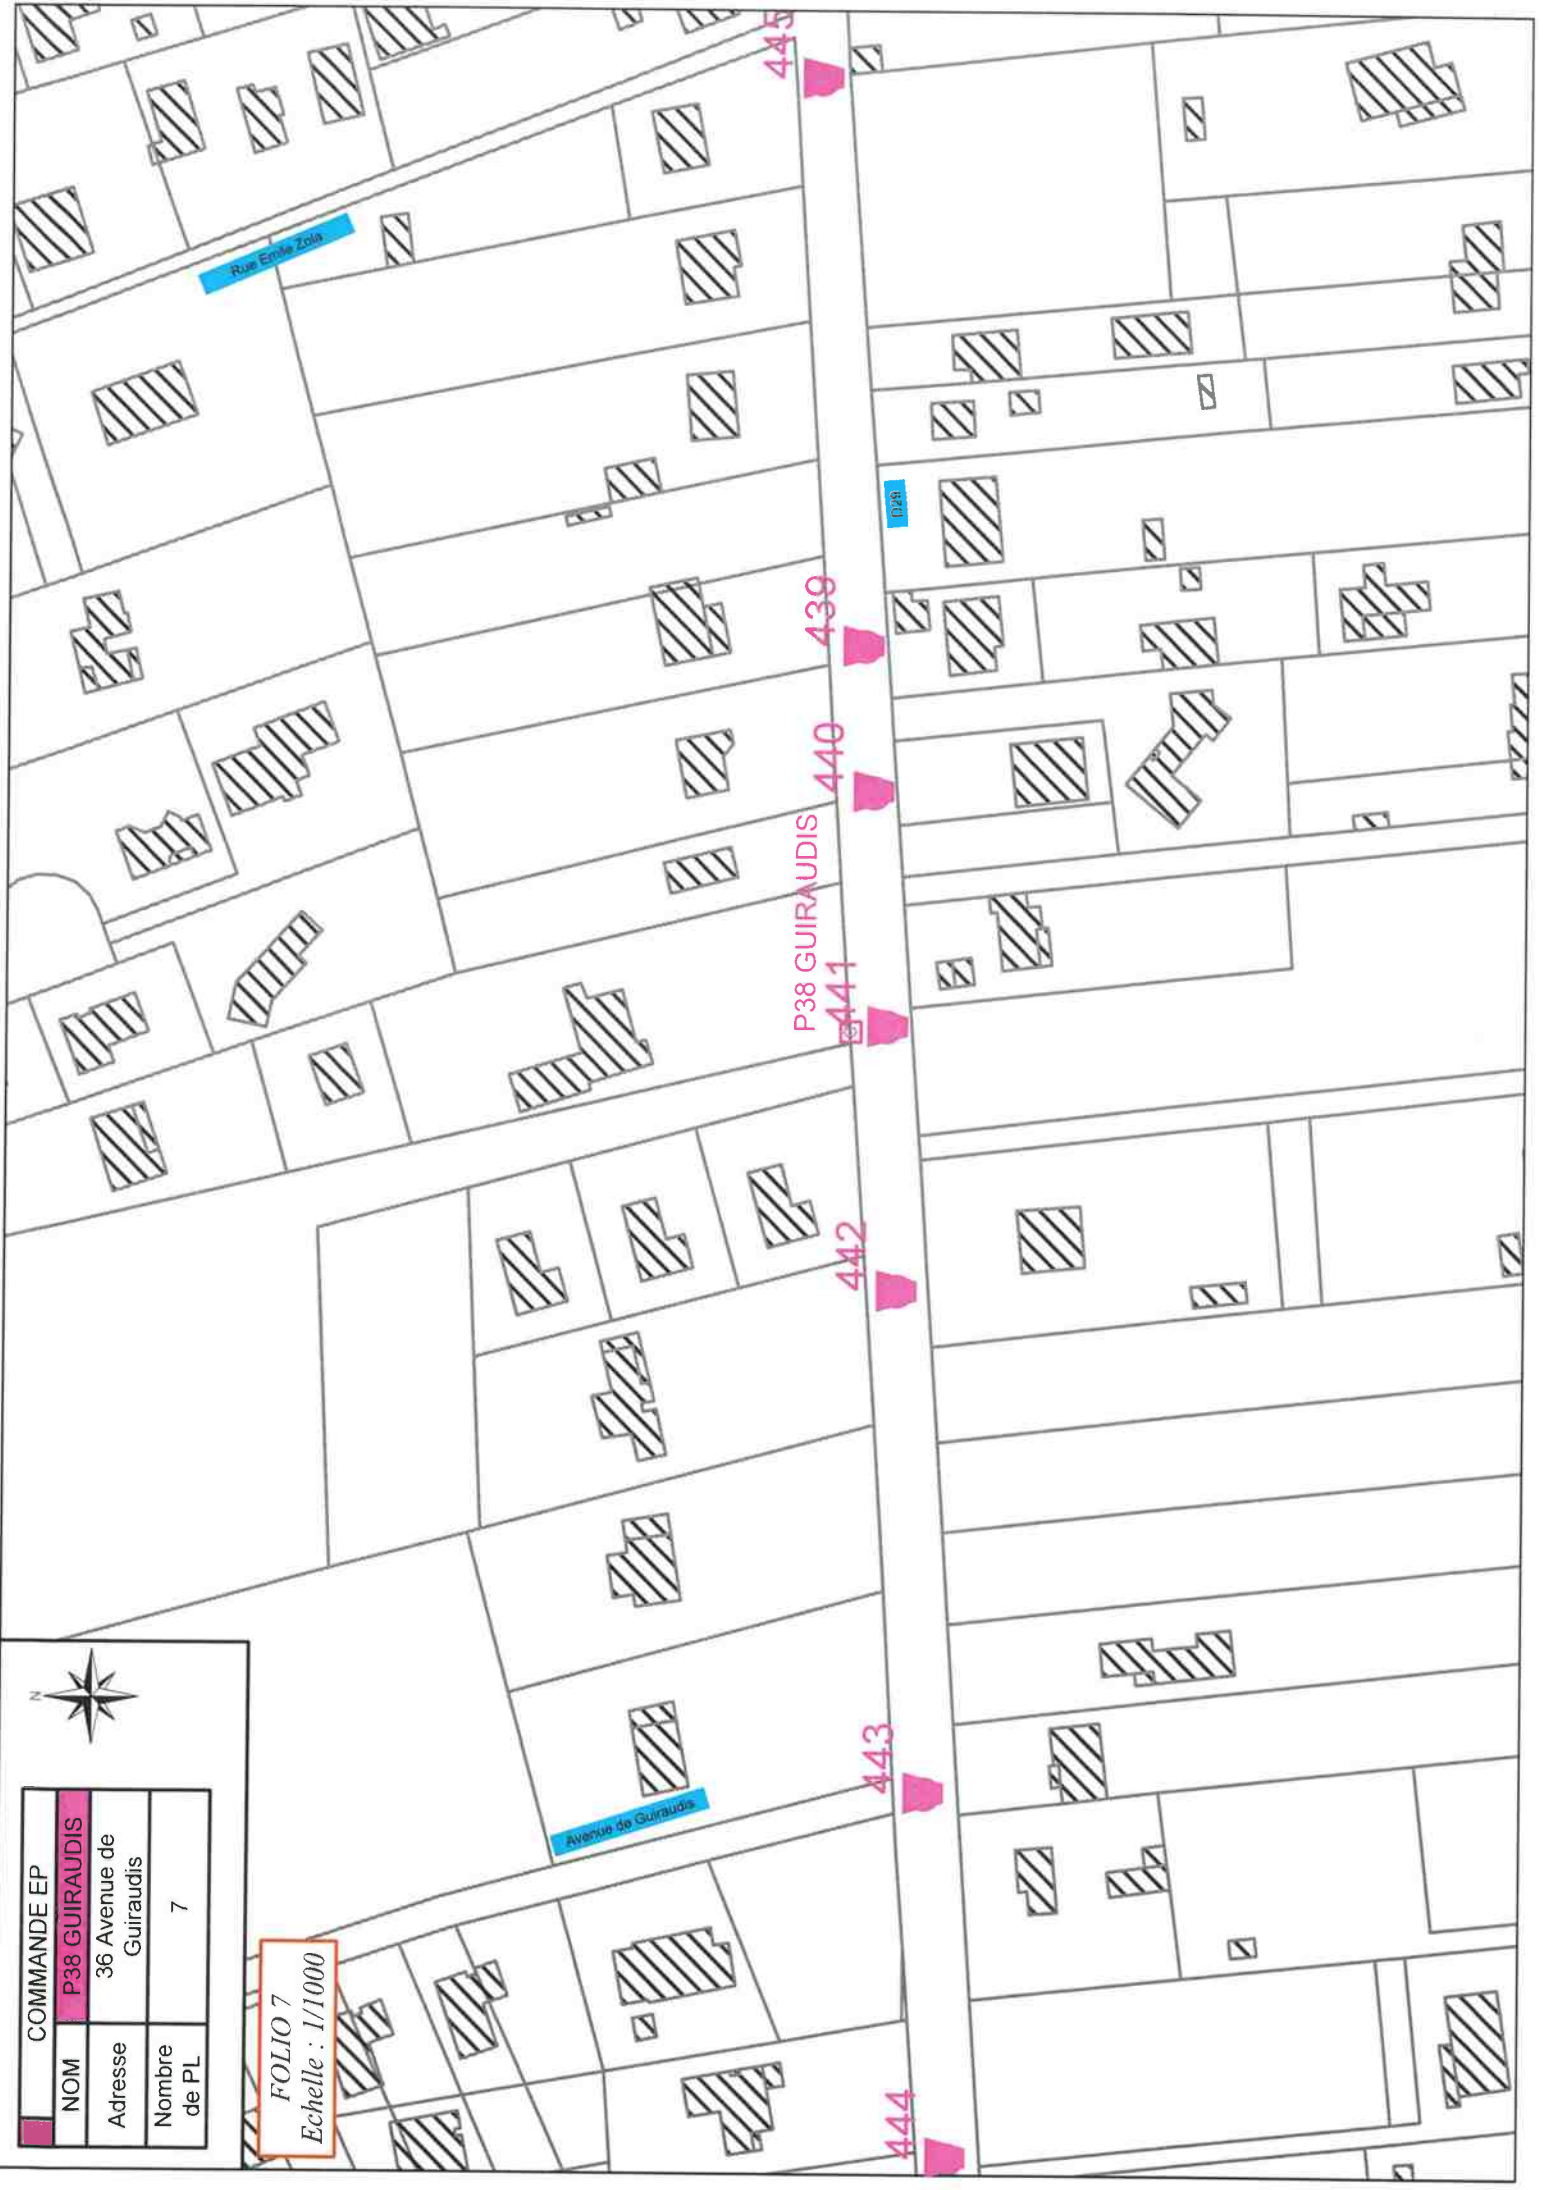 COMMANDE EP
NOM
P38 GUIRAUDIS
Adresse
36 Avenue de
Guiraudis
Nombre
de PL
7
N
FOLIO 7
Echelle : 1/1000
Rue Emile Zola
Avenue de Guiraudis
D29
P38 GUIRAUDIS
444
443
442
441
440
439
445